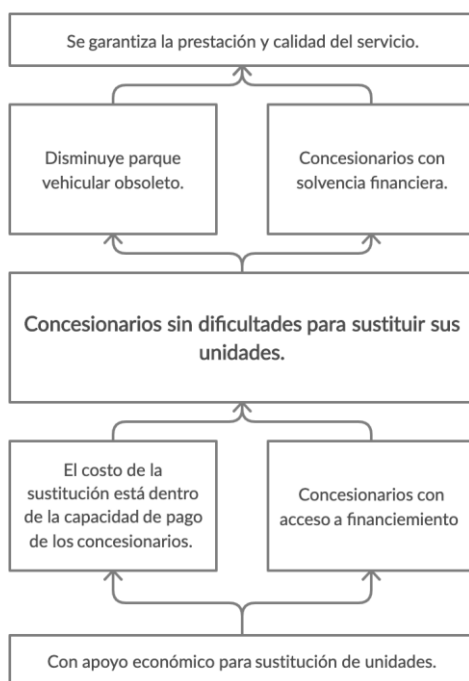 Se garantiza la prestación y calidad del servicio.
Disminuye parque
vehicular obsoleto.
Concesionarios con
solvencia financiera.
Concesionarios sin dificultades para sustituir sus
unidades.
El costo de la
sustitución está dentro
de la capacidad de pago
de los concesionarios.
Concesionarios con
acceso a financiemiento
Con apoyo económico para sustitución de unidades.